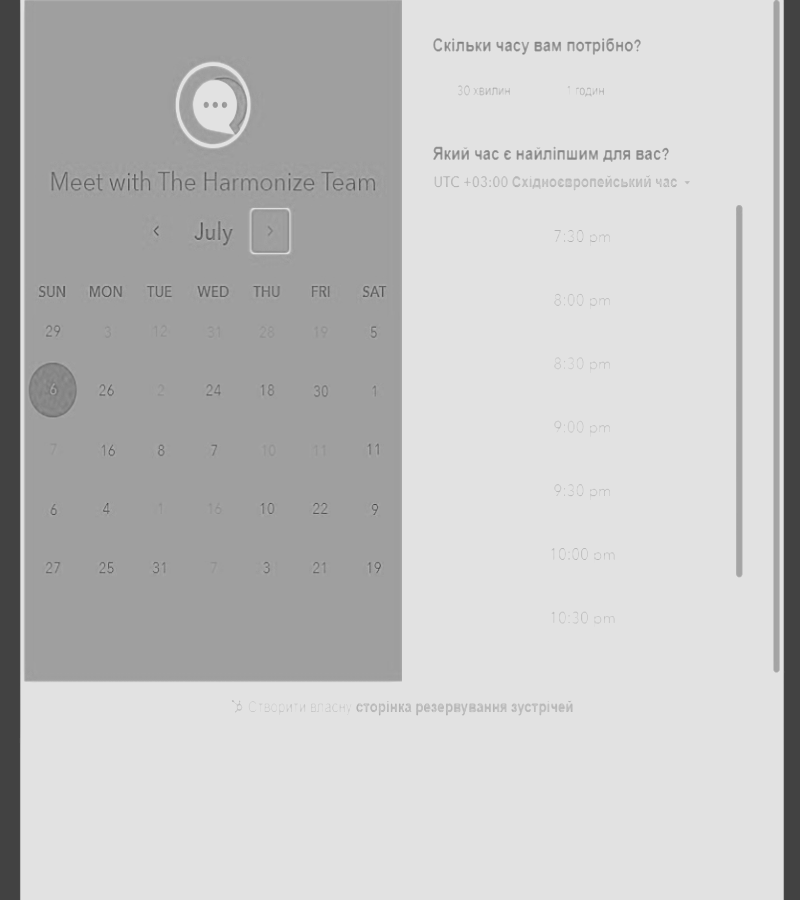 Meet with The Harmonize Team
July
SUN MON TUE WED THU FRI SAT
29 3 12 31 28 19 5
6 26 2 24 18 30 1
7 16 8 7 10 11 11
6 4 1 16 10 22 9
27 25 31 7 3 21 19
Скільки часу вам потрібно?
30 хвилин 1 годин
Який час є найліпшим для вас?
UTC +03:00 Східноєвропейський час
7:30 pm
8:00 pm
8:30 pm
9:00 pm
9:30 pm
10:00 pm
10:30 pm
Створити власну сторінка резервування зустрічей